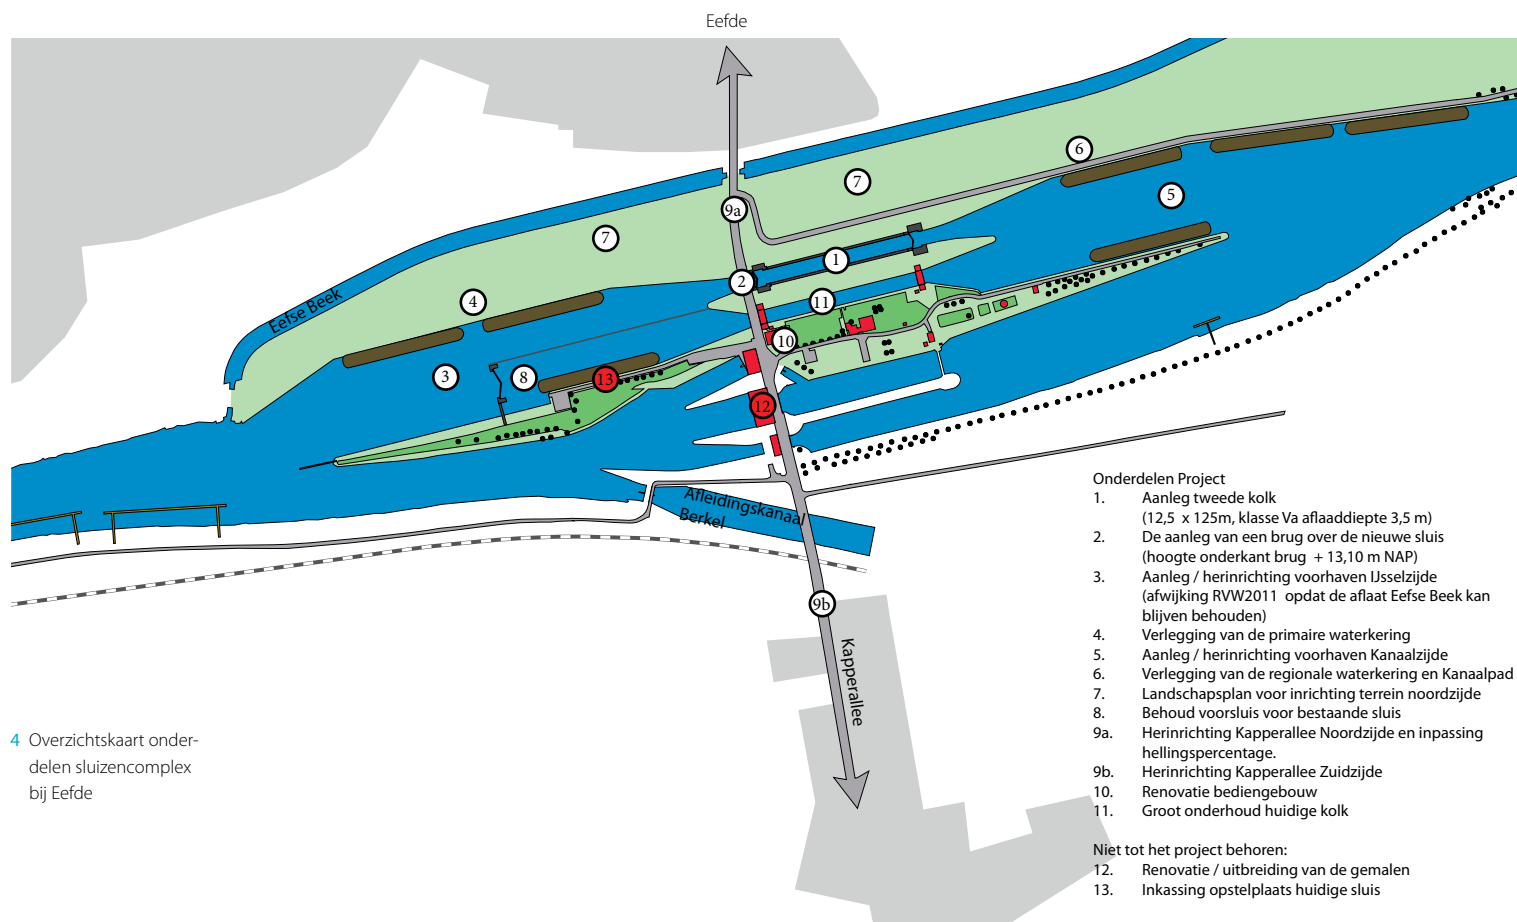 Eefde
6
7
5
9a
7
1
2
4
11
Eefse Beek
10
3
8
13
12
Afleidingskanaal
Berkel
9b
Kapperallee
Onderdelen Project
1. Aanleg tweede kolk
(12,5 x 125m, klasse Va aflaaddiepte 3,5 m)
2. De aanleg van een brug over de nieuwe sluis
(hoogte onderkant brug + 13,10 m NAP)
3. Aanleg / herinrichting voorhaven IJsselzijde
(afwijking RVW2011 opdat de aflaat Eefse Beek kan
blijven behouden)
4. Verlegging van de primaire waterkering
5. Aanleg / herinrichting voorhaven Kanaalzijde
6. Verlegging van de regionale waterkering en Kanaalpad
7. Landschapsplan voor inrichting terrein noordzijde
8. Behoud voorsluis voor bestaande sluis
9a. Herinrichting Kapperallee Noordzijde en inpassing
hellingspercentage.
9b. Herinrichting Kapperallee Zuidzijde
10. Renovatie bediengebouw
11. Groot onderhoud huidige kolk
Niet tot het project behoren:
12. Renovatie / uitbreiding van de gemalen
13. Inkassing opstelplaats huidige sluis
4 Overzichtskaart onder-
delen sluizencomplex
bij Eefde